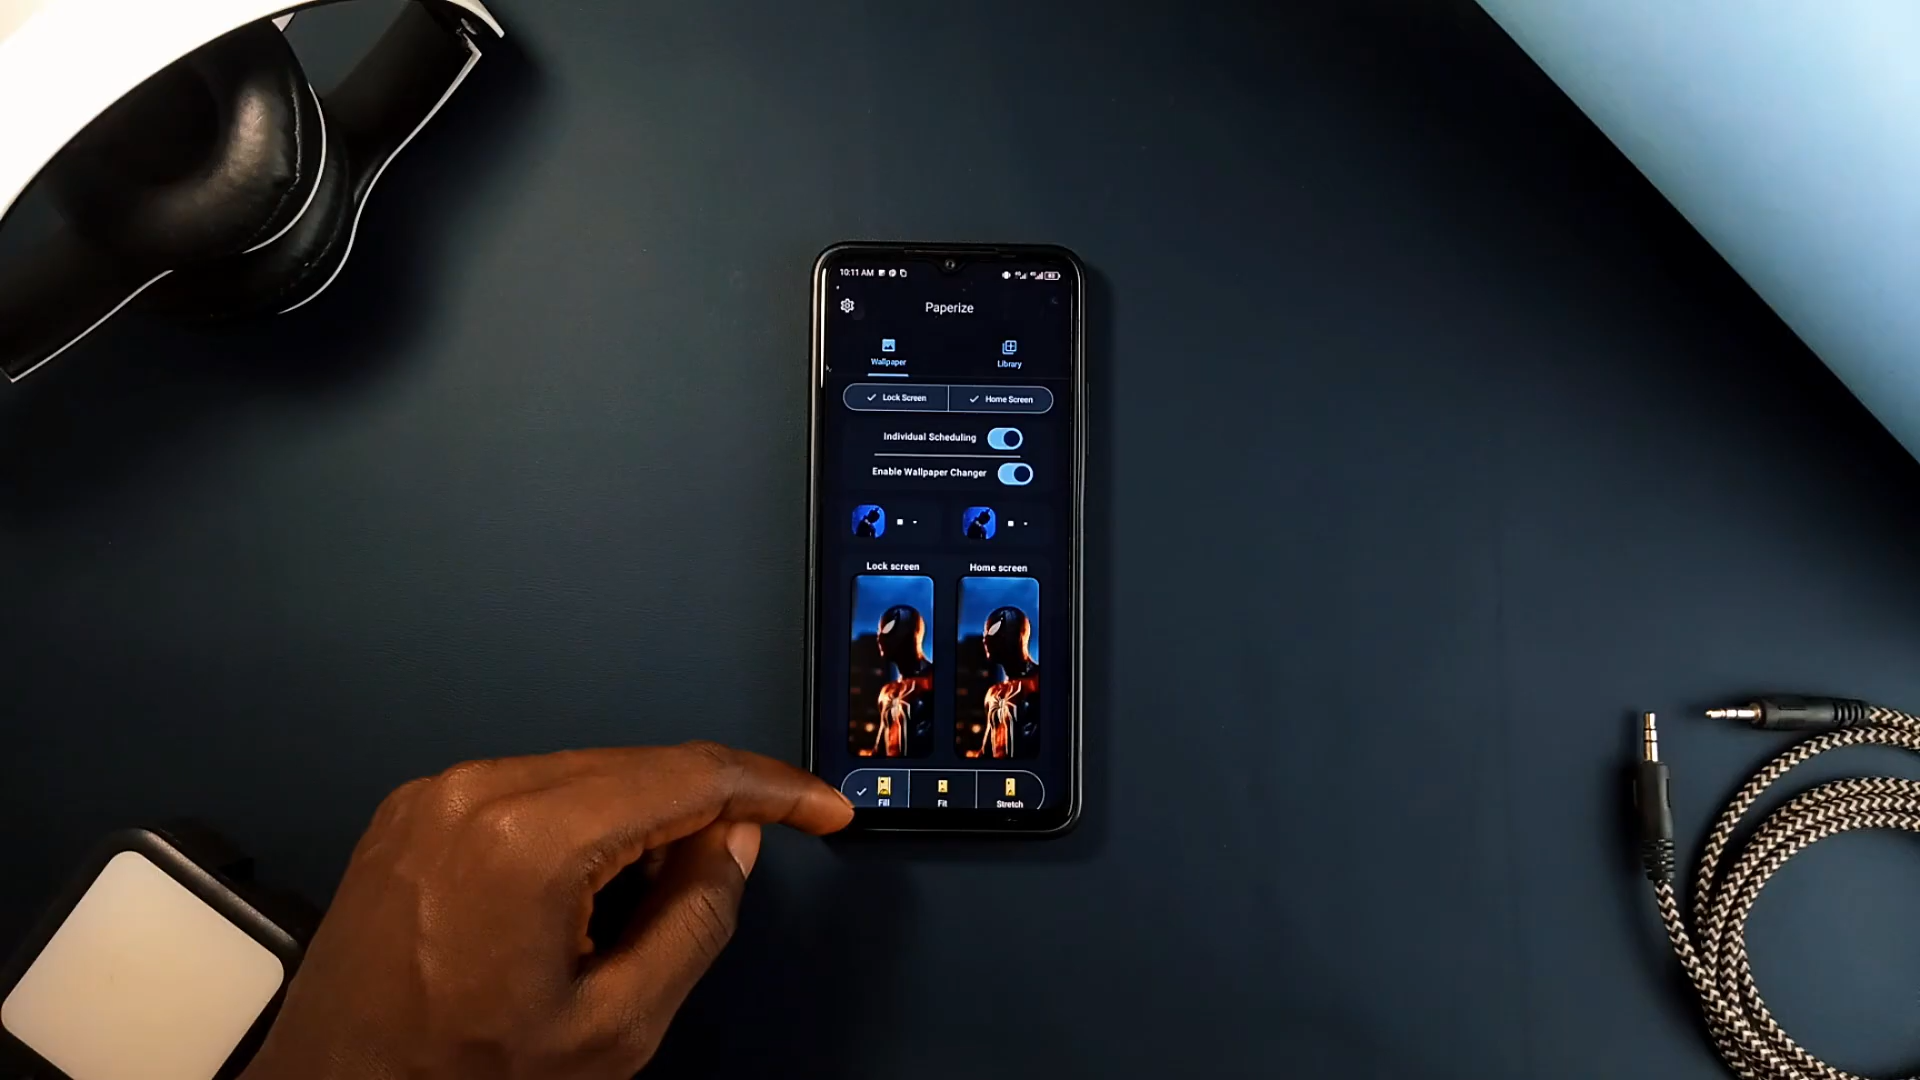 10:11 AM
Paperize
Wallpaper
Library
Lock Screen
Home Screen
Individual Scheduling
Enable Wallpaper Changer
Lock screen
Home screen
Fill
Fit
Stretch